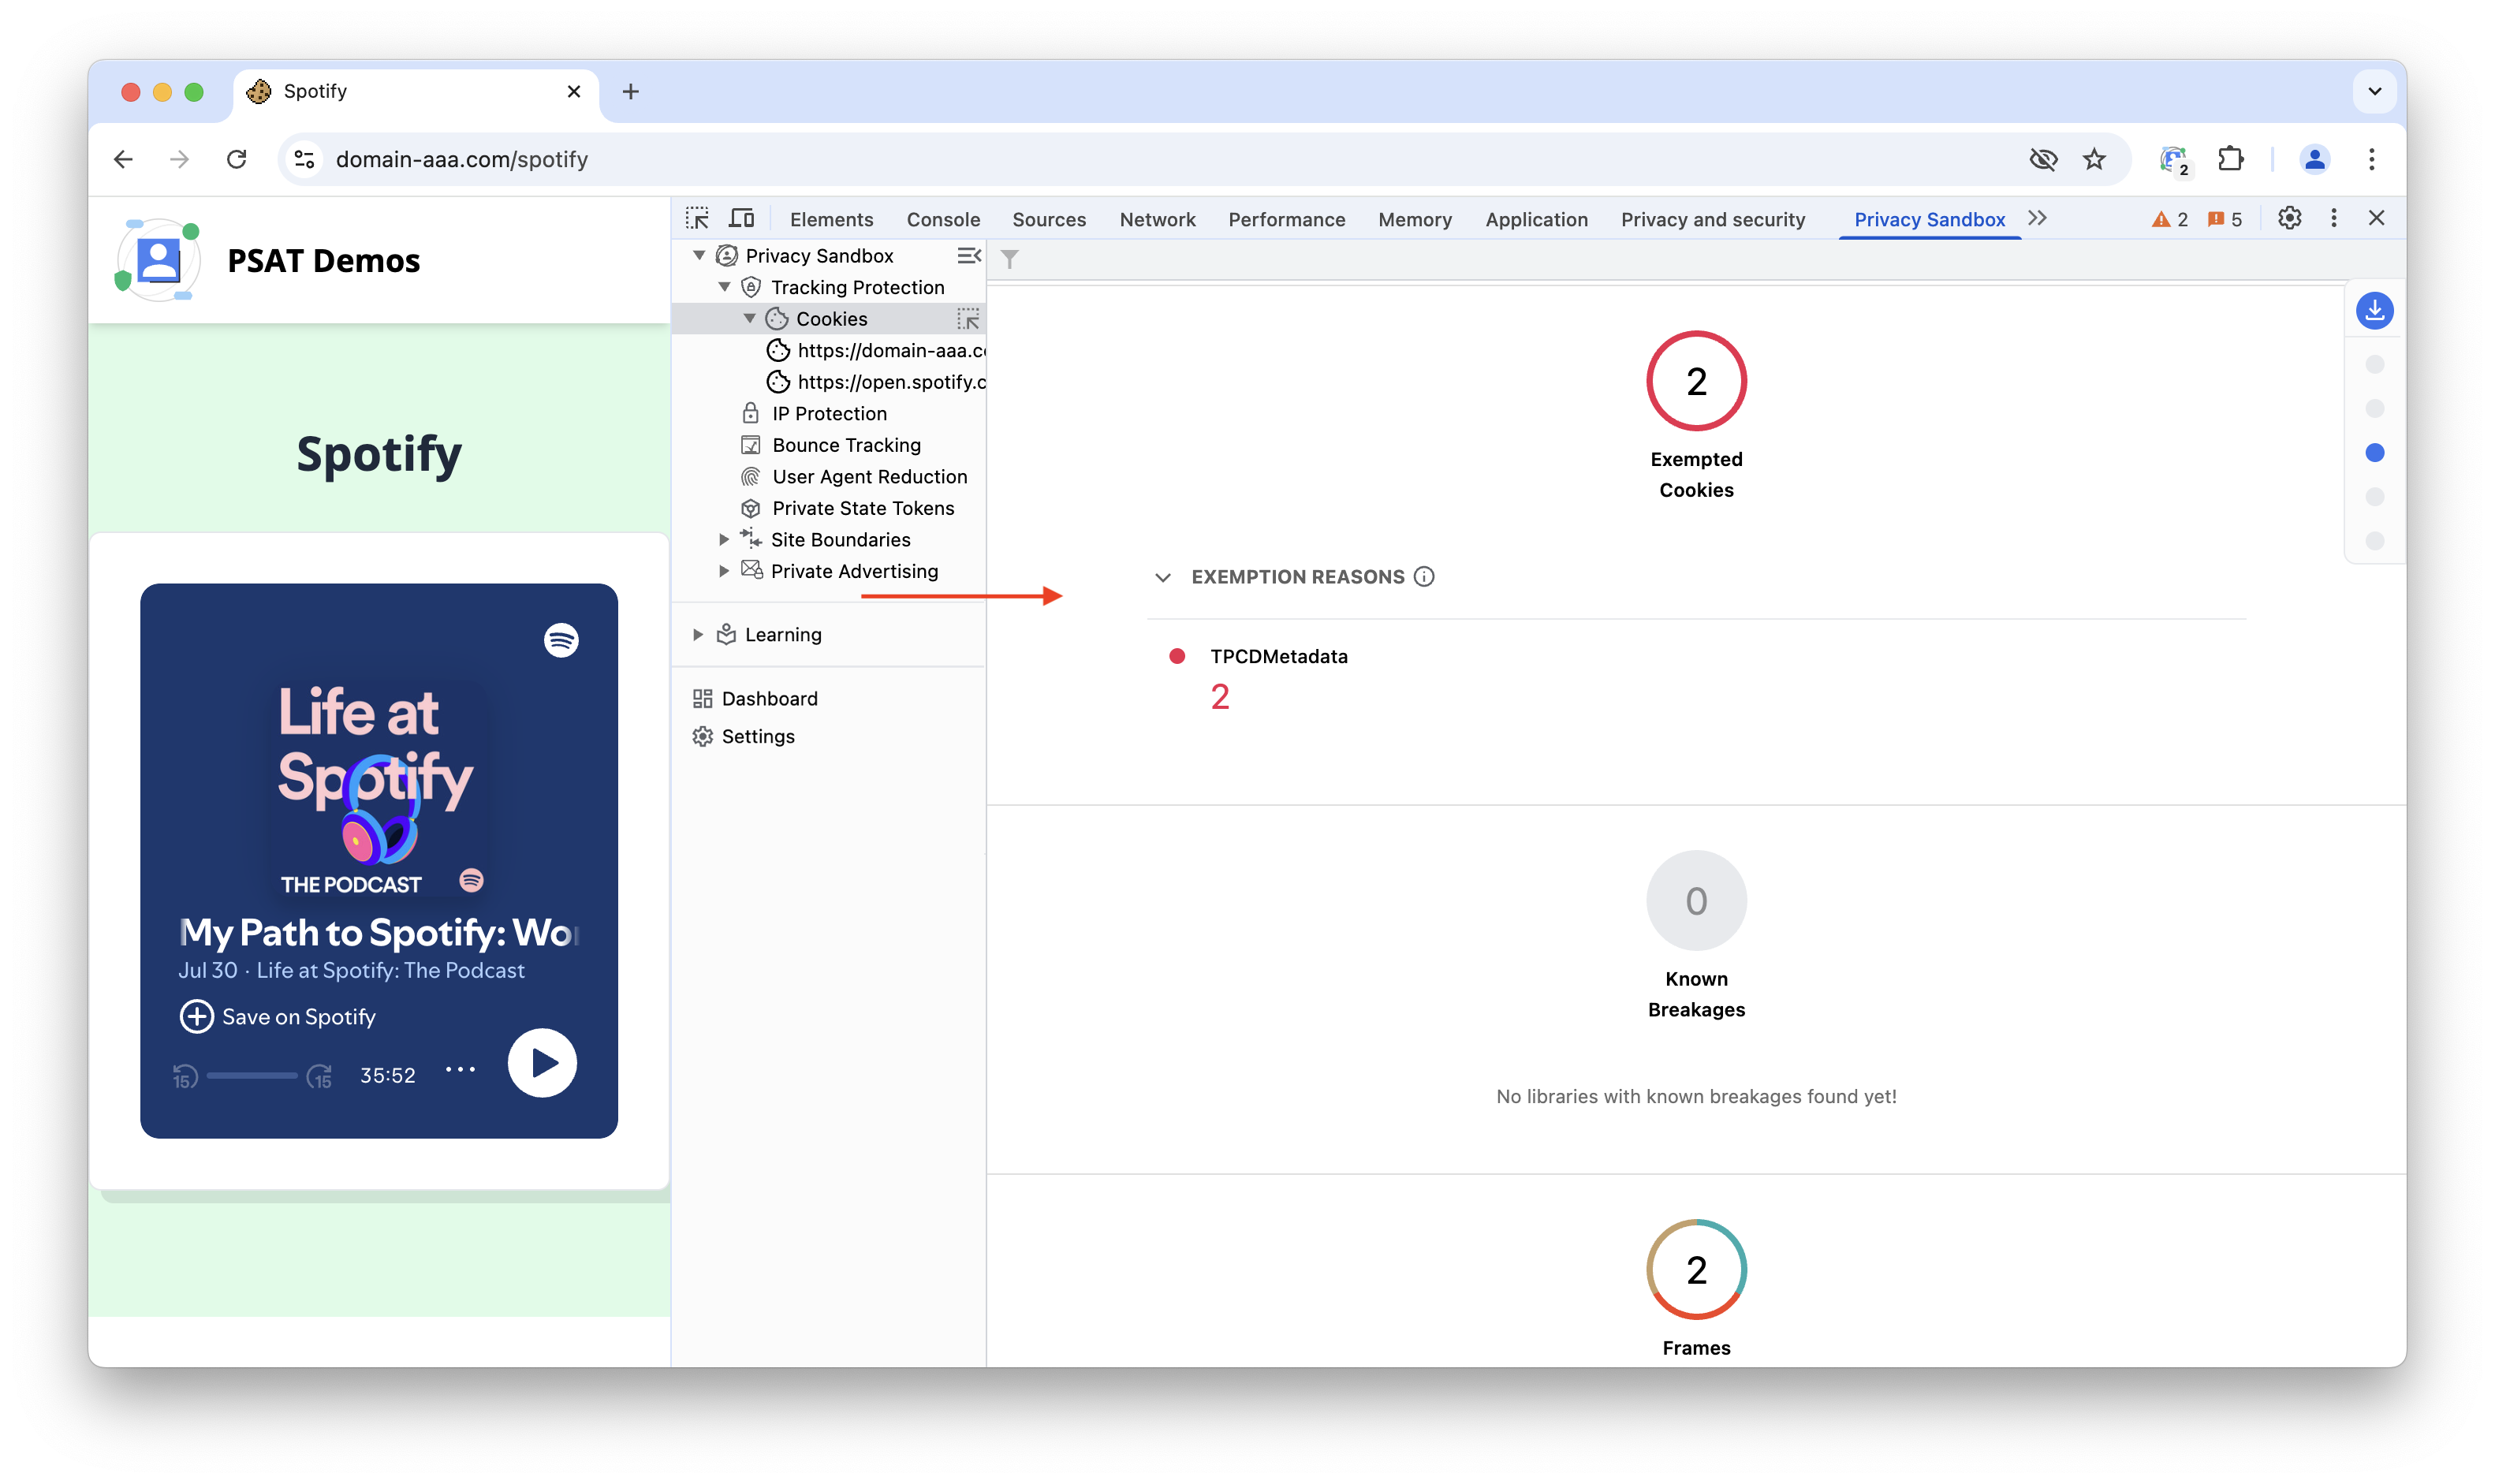 Spotify
domain-aaa.com/spotify
2
PSAT Demos
Spotify
Life at
Spotify
THE PODCAST
My Path to Spotify: Wo
Jul 30 · Life at Spotify: The Podcast
Save on Spotify
15
15
35:52
Elements
Console
Sources
Network
Performance
Memory
Application
Privacy and security
Privacy Sandbox
2
5
Privacy Sandbox
Tracking Protection
Cookies
https://domain-aaa.c
https://open.spotify.c
IP Protection
Bounce Tracking
User Agent Reduction
Private State Tokens
Site Boundaries
Private Advertising
Learning
Dashboard
Settings
2
Exempted
Cookies
EXEMPTION REASONS
TPCDMetadata
2
0
Known
Breakages
No libraries with known breakages found yet!
2
Frames